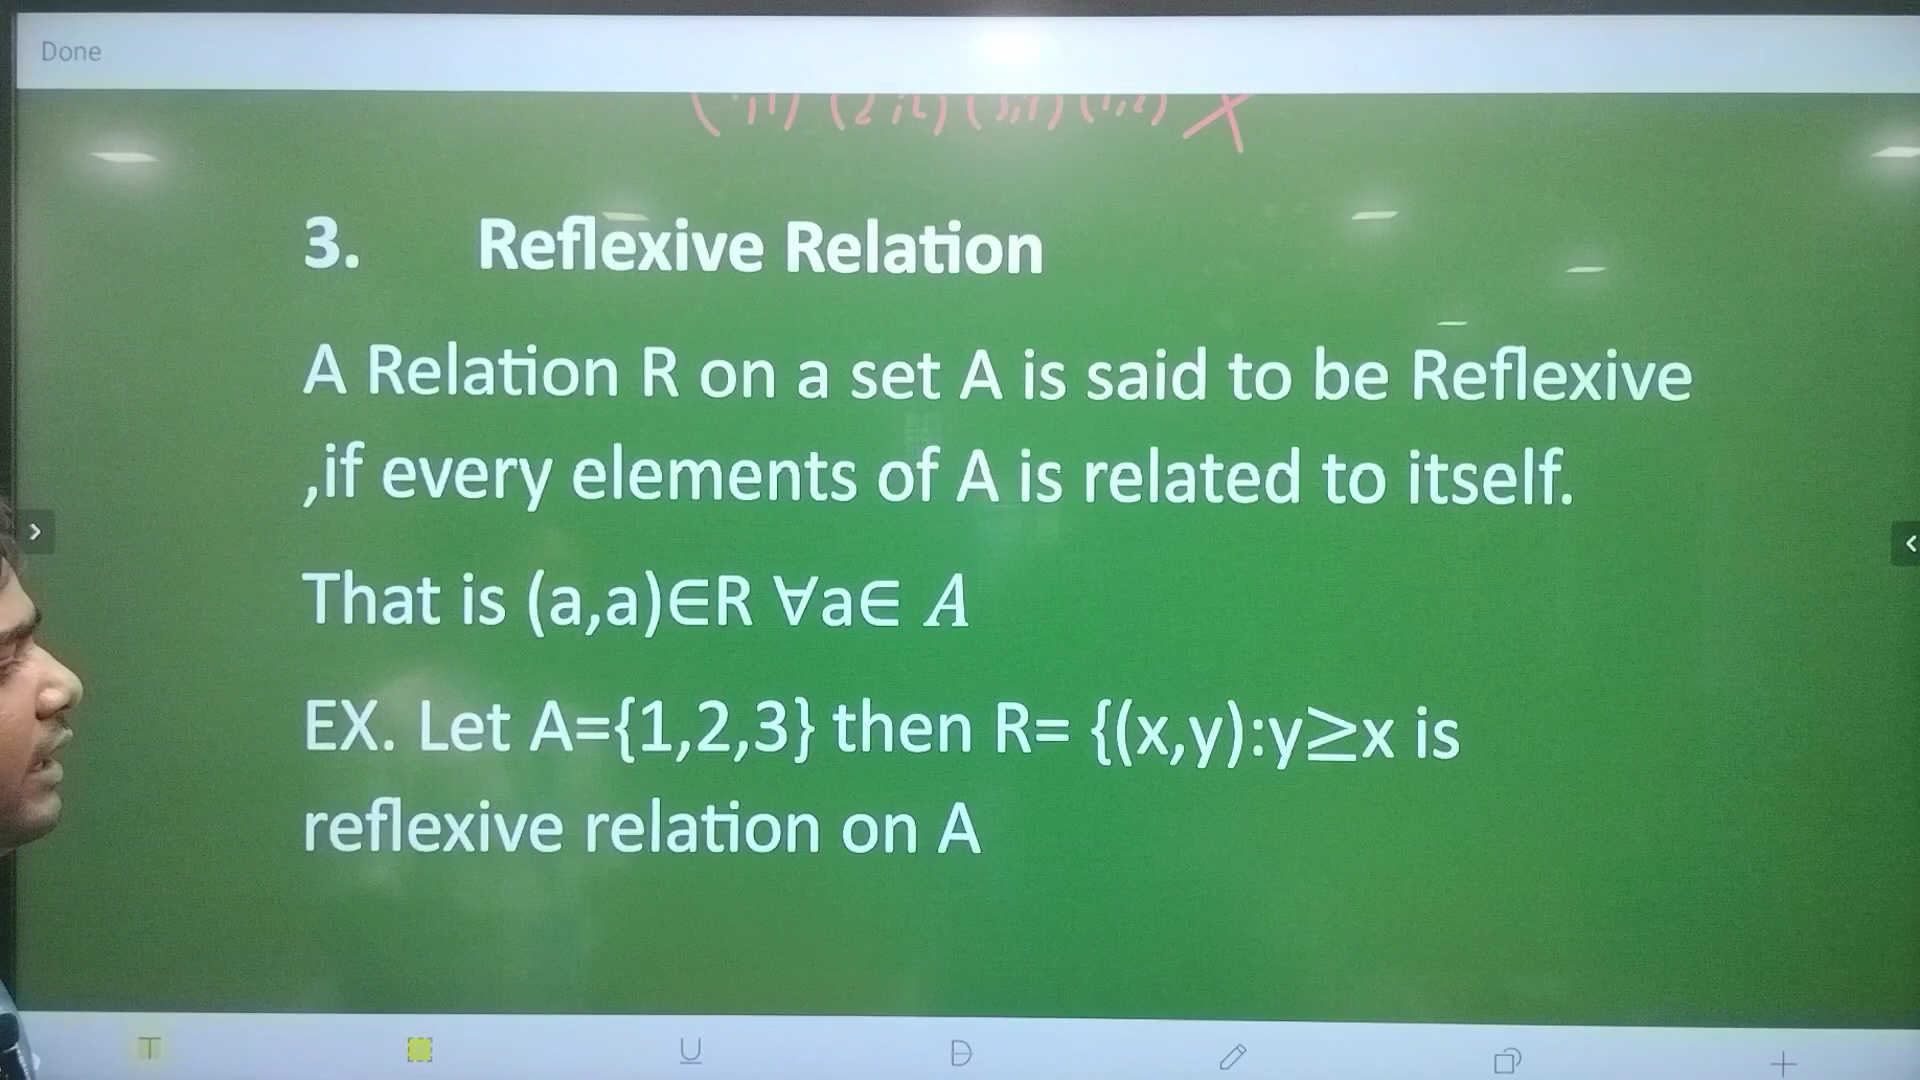 Done
3. Reflexive Relation
A Relation R on a set A is said to be Reflexive
,if every elements of A is related to itself.
That is (a,a)∈R ∀a∈ A
EX. Let A={1,2,3} then R= {(x,y):y≥x is
reflexive relation on A